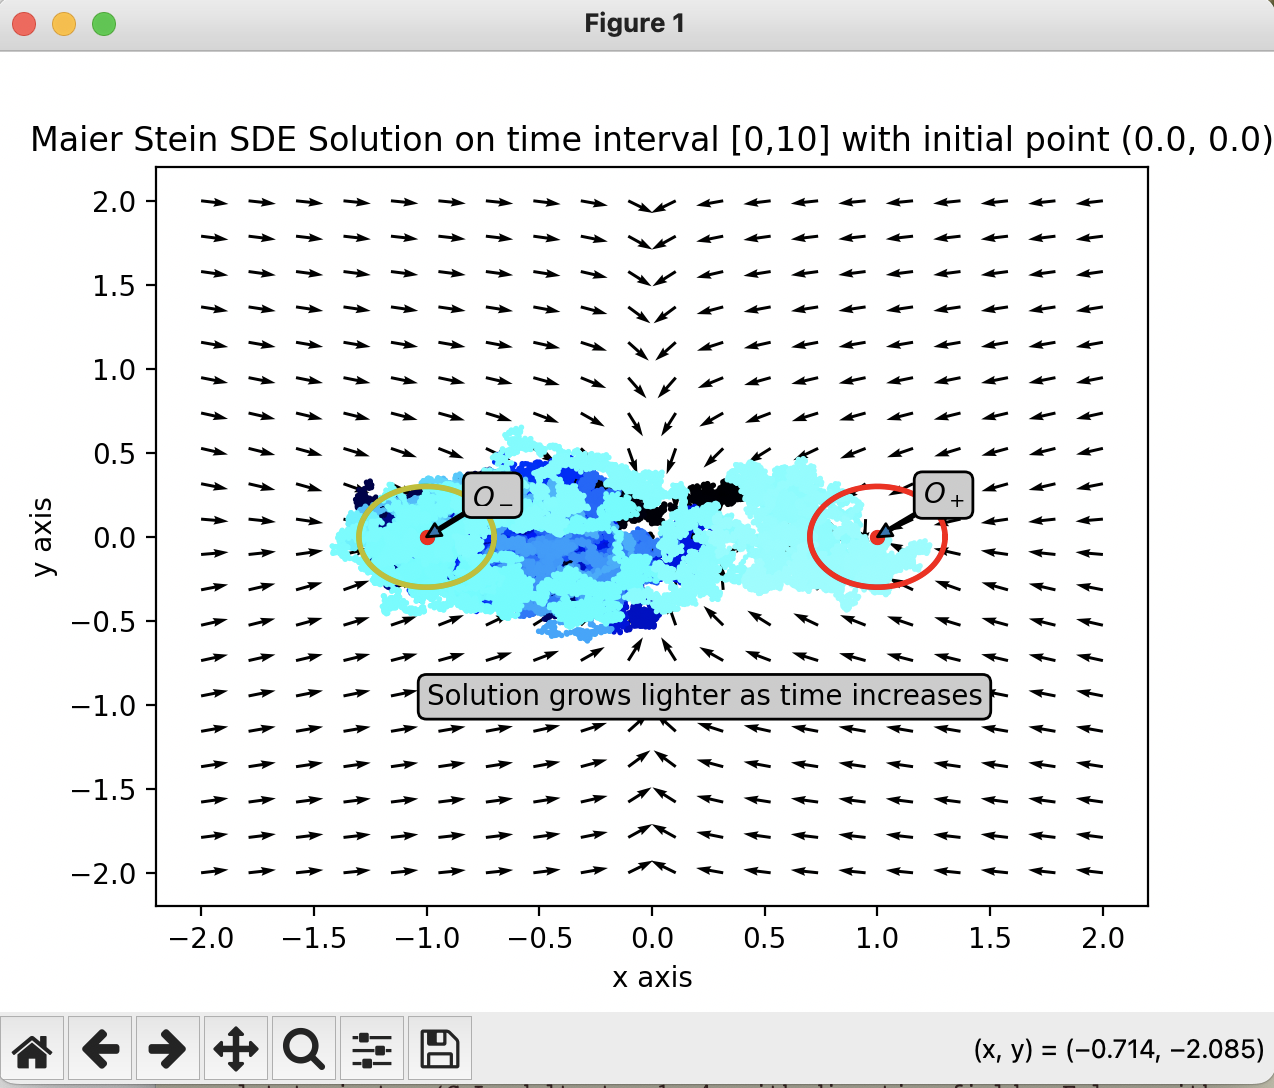 Figure 1
Maier Stein SDE Solution on time interval [0,10] with initial point (0.0, 0.0)
2.0
1.5
1.0
0.5
0.0
−0.5
−1.0
−1.5
−2.0
y axis
O−
O+
Solution grows lighter as time increases
−2.0 −1.5 −1.0 −0.5 0.0 0.5 1.0 1.5 2.0
x axis
(x, y) = (−0.714, −2.085)